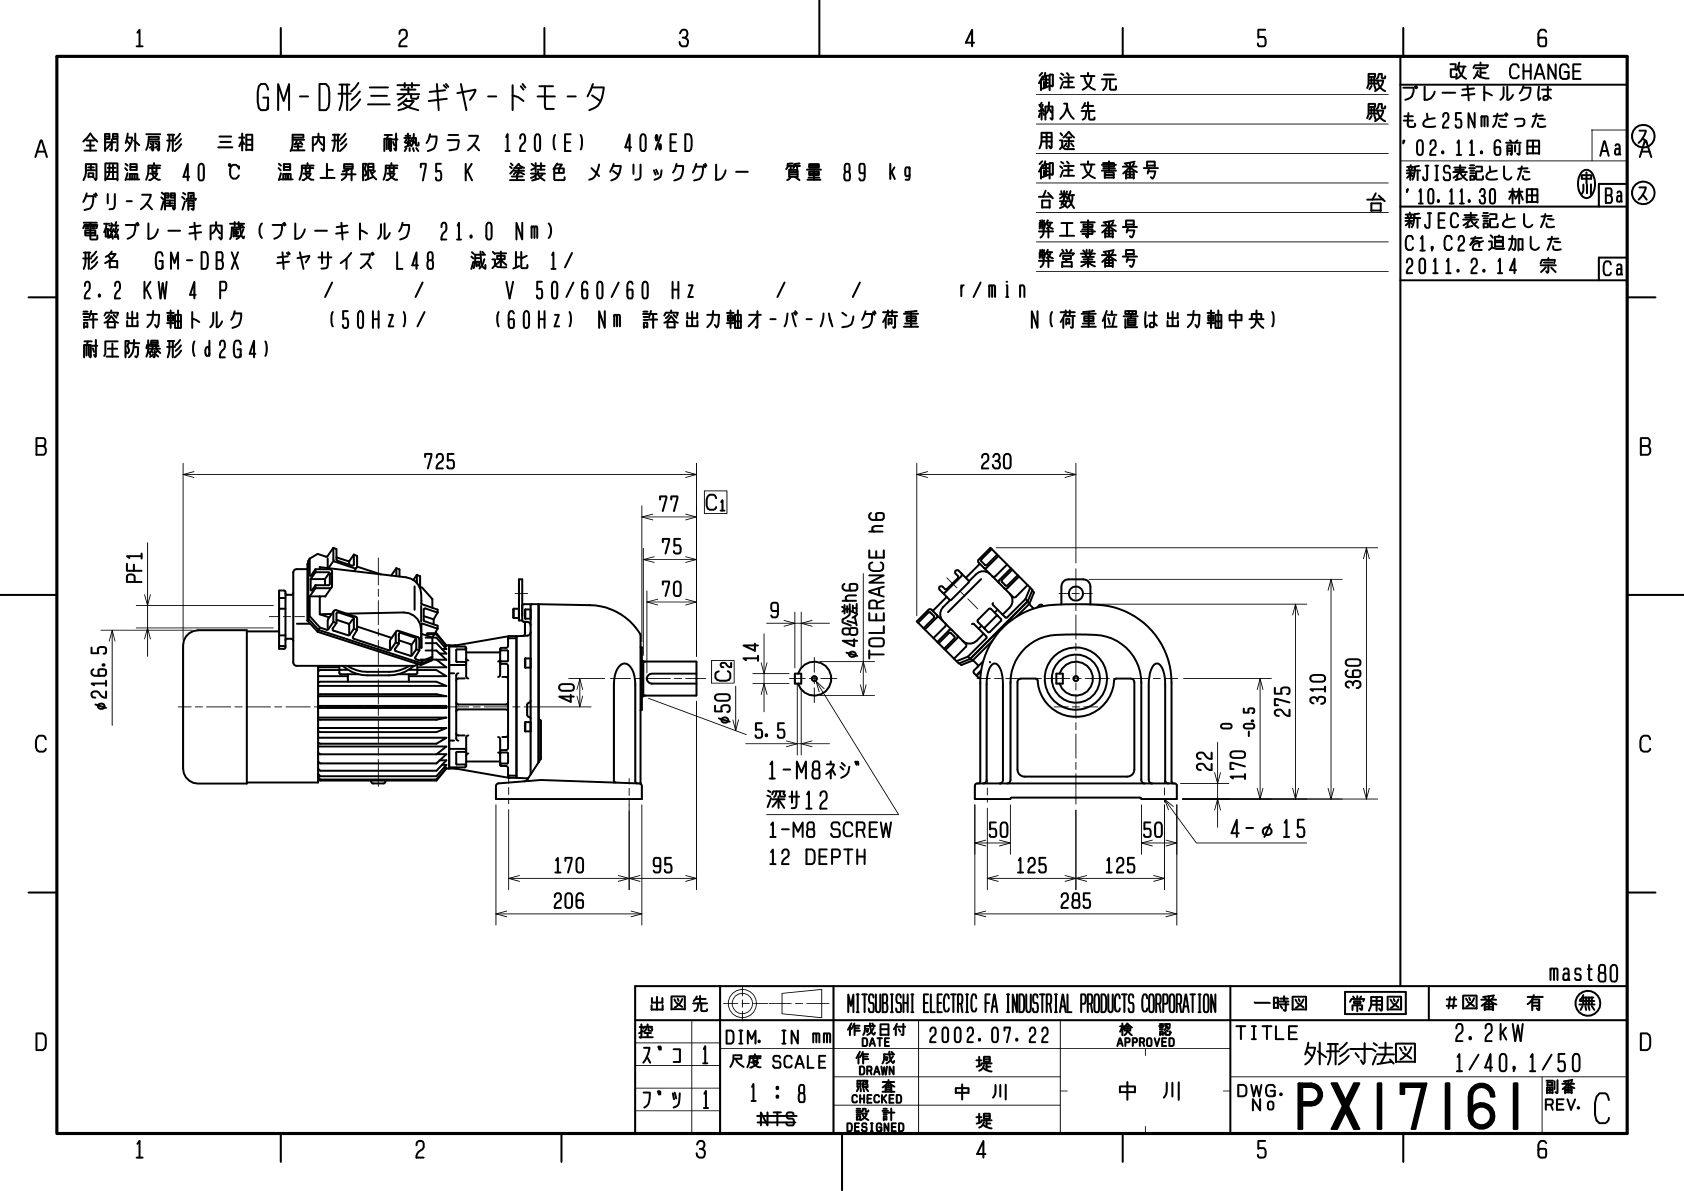 1 2 3 4 5 6
GM-D形三菱ギヤードモータ
全閉外扇形 三相 屋内形 耐熱クラス 120(E) 40%ED
周囲温度 40 ℃ 温度上昇限度 75 K 塗装色 メタリックグレー 質量 89 kg
グリース潤滑
電磁ブレーキ内蔵(ブレーキトルク 21.0 Nm)
形名 GM-DBX ギヤサイズ L48 減速比 1/
2.2 KW 4 P / / V 50/60/60 Hz / / r/min
許容出力軸トルク (50Hz)/ (60Hz) Nm 許容出力軸オーバーハング荷重 N(荷重位置は出力軸中央)
耐圧防爆形(d2G4)
御注文元 殿
納入先 殿
用途
御注文書番号
台数 台
弊工事番号
弊営業番号
改定 CHANGE
ブレーキトルクは
もと25Nmだった
'02.11.6前田 Aa ス
新JIS表記とした
'10.11.30 林田 Ba ス
新JEC表記とした
C1,C2を追加した
2011.2.14 宗 Ca
A A
B B
C C
D D
725
77 C1
75
70
PF1
φ216.5
40
C2
φ50
9
14
5.5
φ48公差h6
TOLERANCE h6
1-M8ネジ
深サ12
1-M8 SCREW
12 DEPTH
170 95
206
230
360
310
275
0
170 -0.5
22
4-φ15
50 50
125 125
285
mast80
出図先
控
ズコ 1
ブツ 1
DIM. IN mm
尺度 SCALE
1 : 8
NTS
MITSUBISHI ELECTRIC FA INDUSTRIAL PRODUCTS CORPORATION
作成日付
DATE
2002.07.22
検 認
APPROVED
作 成
DRAWN
堤
照 査
CHECKED
中 川
中 川
設 計
DESIGNED
堤
一時図 常用図 #図番 有 無
TITLE 2.2kW
外形寸法図 1/40,1/50
DWG.
No
PX17161
副番
REV.
C
1 2 3 4 5 6